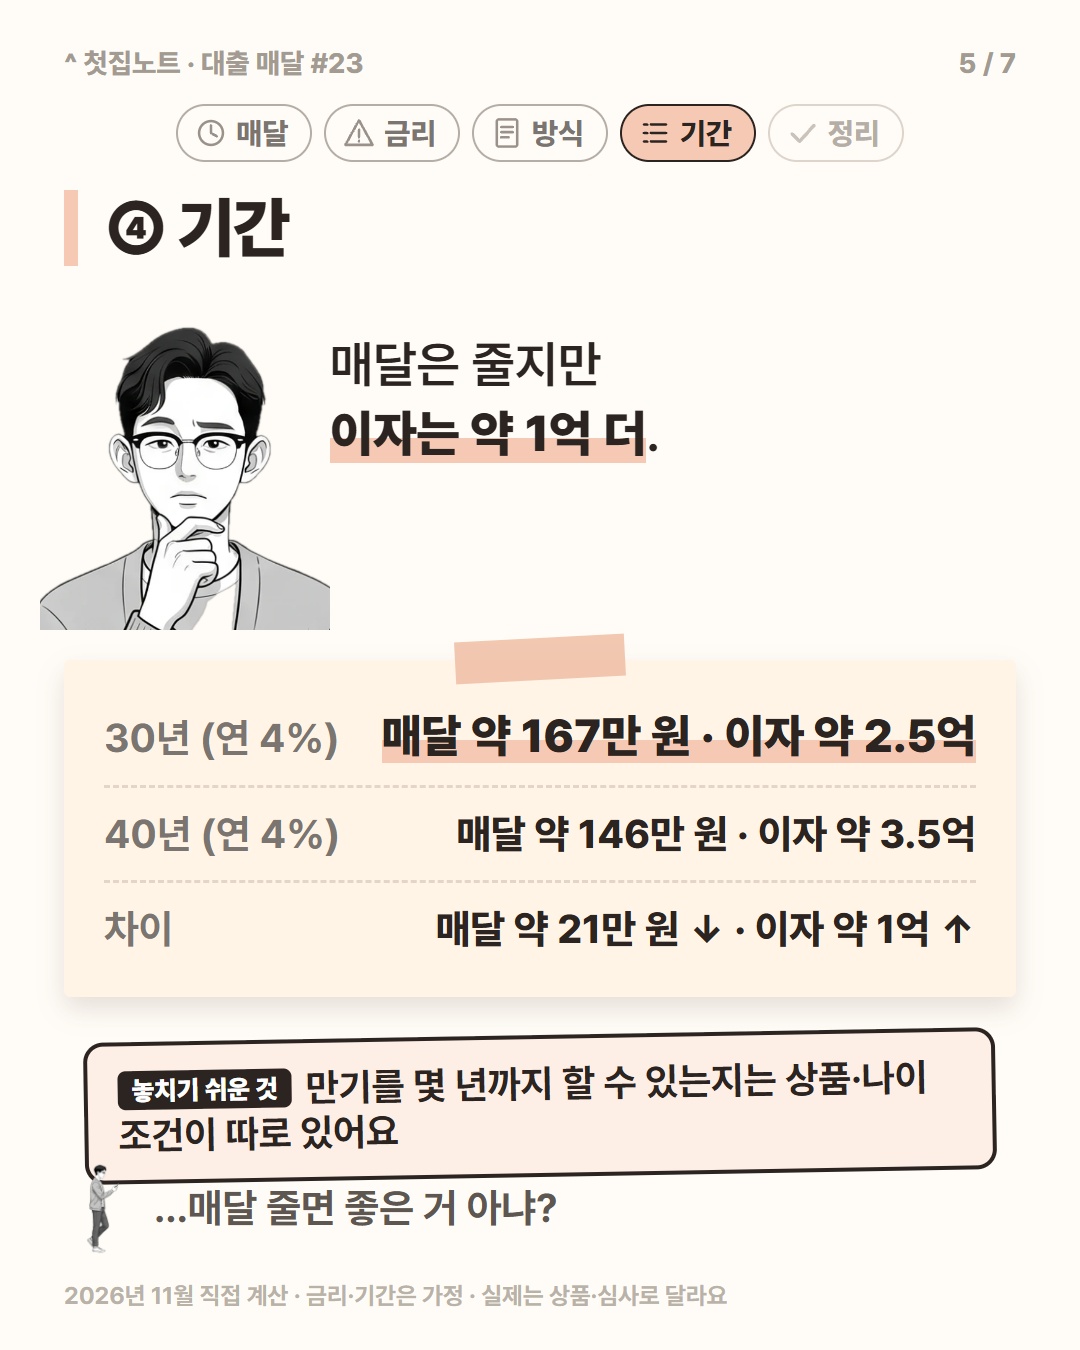 ^ 첫집노트 · 대출 매달 #23
5 / 7
매달
금리
방식
기간
정리
④ 기간
매달은 줄지만
이자는 약 1억 더.
30년 (연 4%)
매달 약 167만 원 · 이자 약 2.5억
40년 (연 4%)
매달 약 146만 원 · 이자 약 3.5억
차이
매달 약 21만 원 ↓ · 이자 약 1억 ↑
놓치기 쉬운 것 만기를 몇 년까지 할 수 있는지는 상품·나이
조건이 따로 있어요
...매달 줄면 좋은 거 아냐?
2026년 11월 직접 계산 · 금리·기간은 가정 · 실제는 상품·심사로 달라요